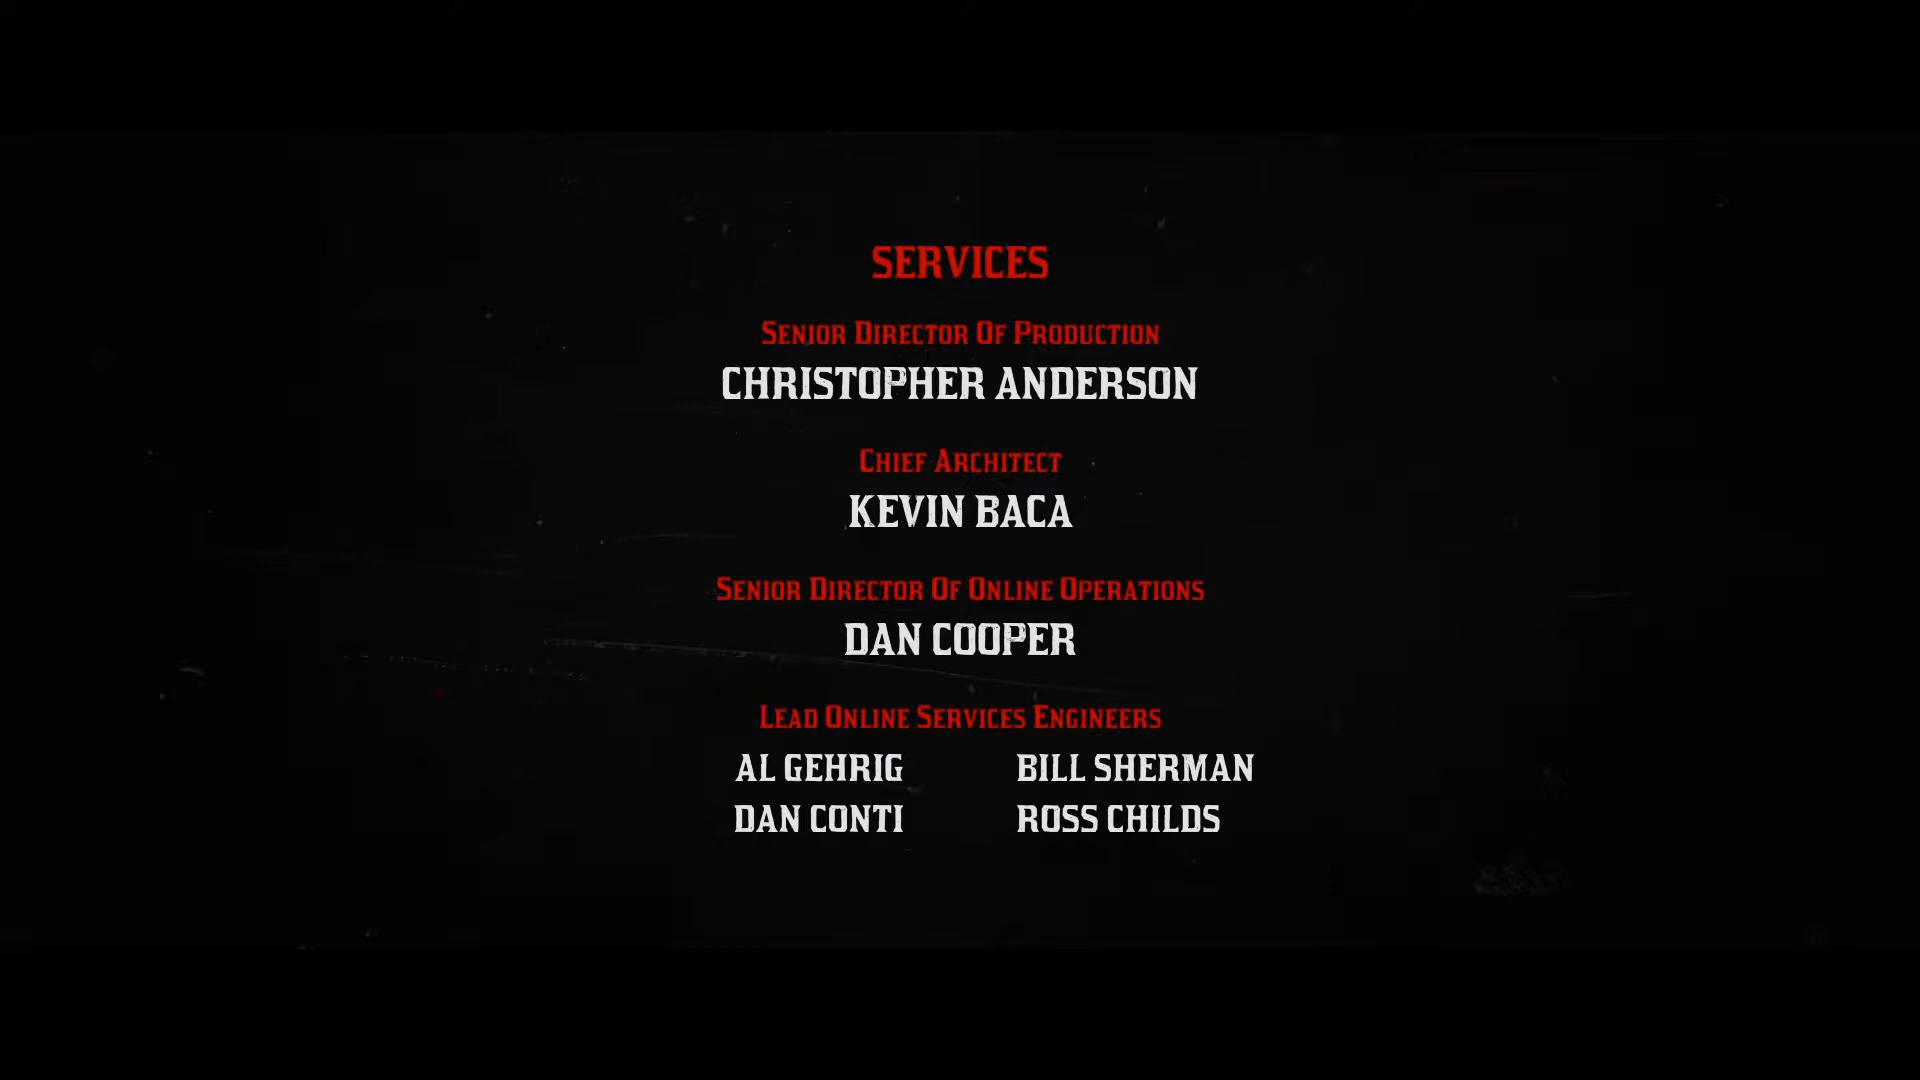 SERVICES
SENIOR DIRECTOR OF PRODUCTION
CHRISTOPHER ANDERSON
CHIEF ARCHITECT
KEVIN BACA
SENIOR DIRECTOR OF ONLINE OPERATIONS
DAN COOPER
LEAD ONLINE SERVICES ENGINEERS
AL GEHRIG BILL SHERMAN
DAN CONTI ROSS CHILDS